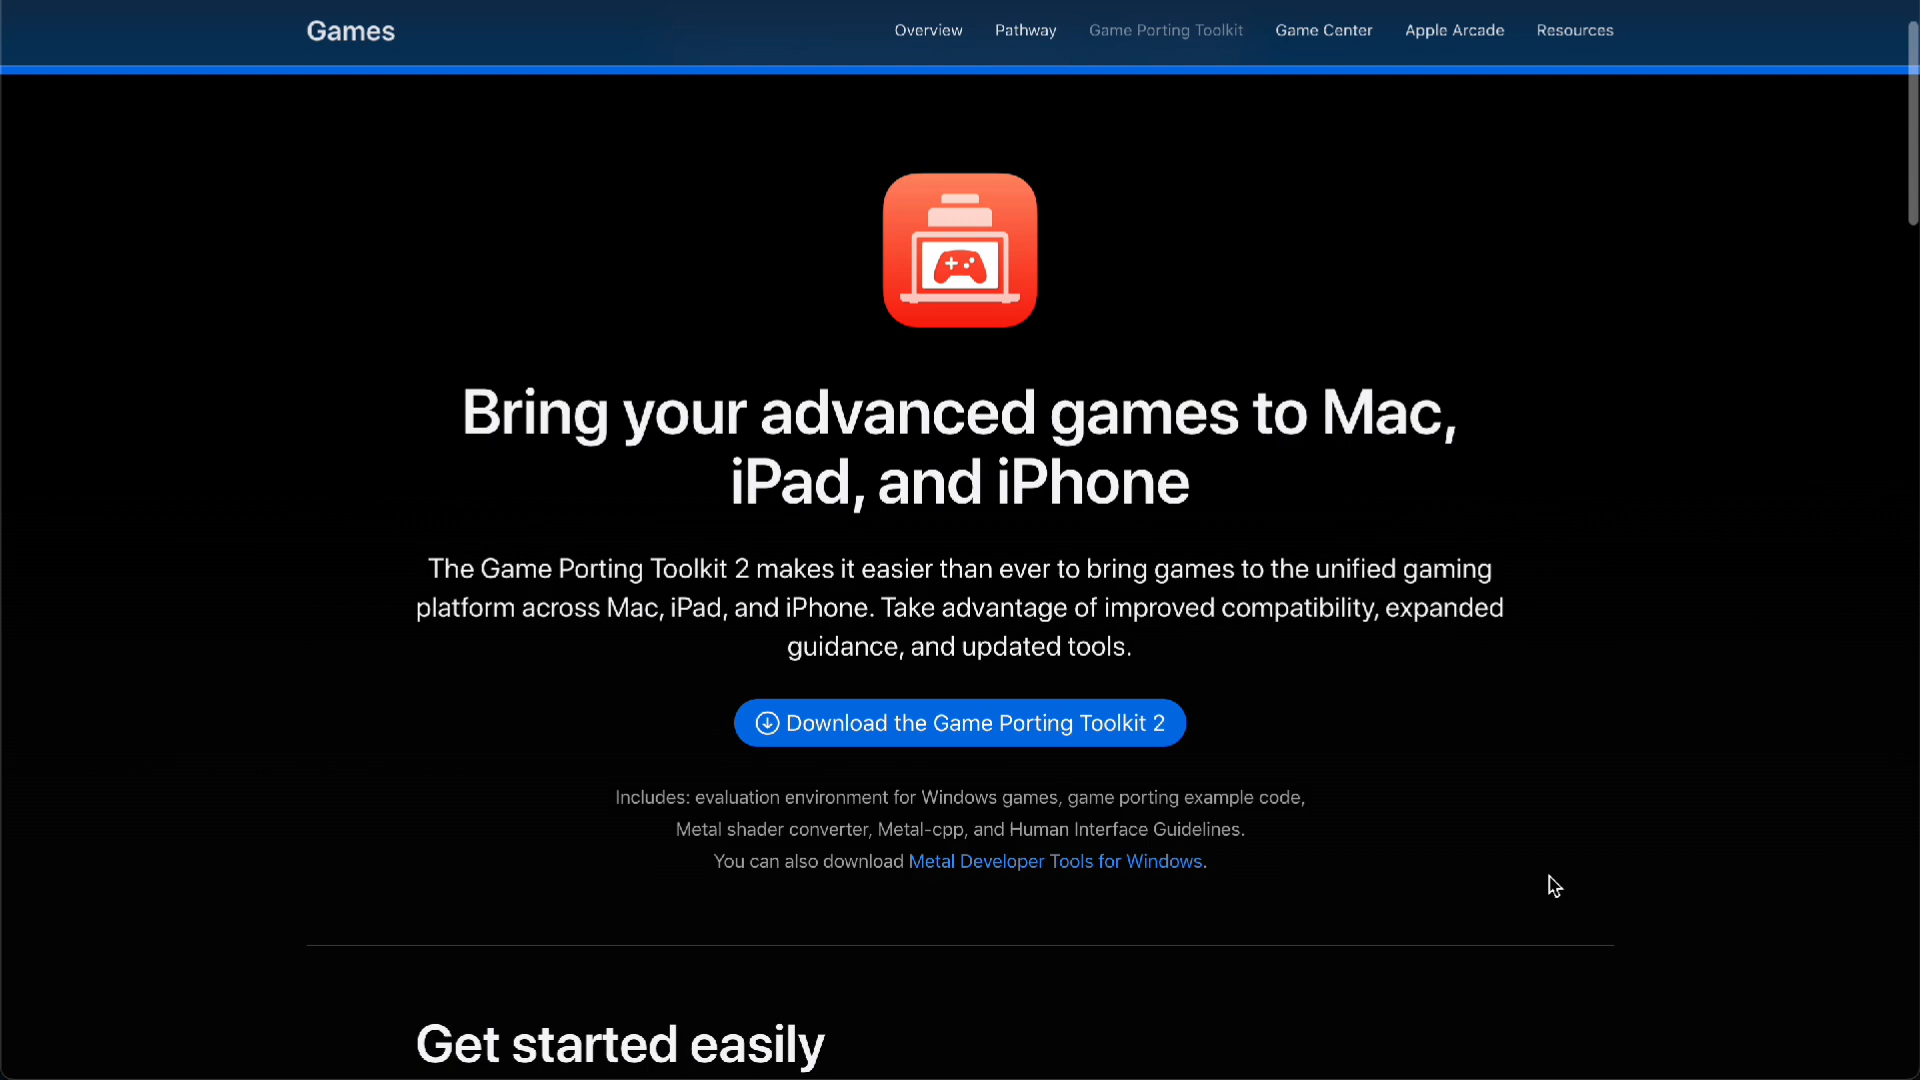 Games
Overview Pathway Game Porting Toolkit Game Center Apple Arcade Resources
Bring your advanced games to Mac,
iPad, and iPhone
The Game Porting Toolkit 2 makes it easier than ever to bring games to the unified gaming
platform across Mac, iPad, and iPhone. Take advantage of improved compatibility, expanded
guidance, and updated tools.
Download the Game Porting Toolkit 2
Includes: evaluation environment for Windows games, game porting example code,
Metal shader converter, Metal-cpp, and Human Interface Guidelines.
You can also download Metal Developer Tools for Windows.
Get started easily